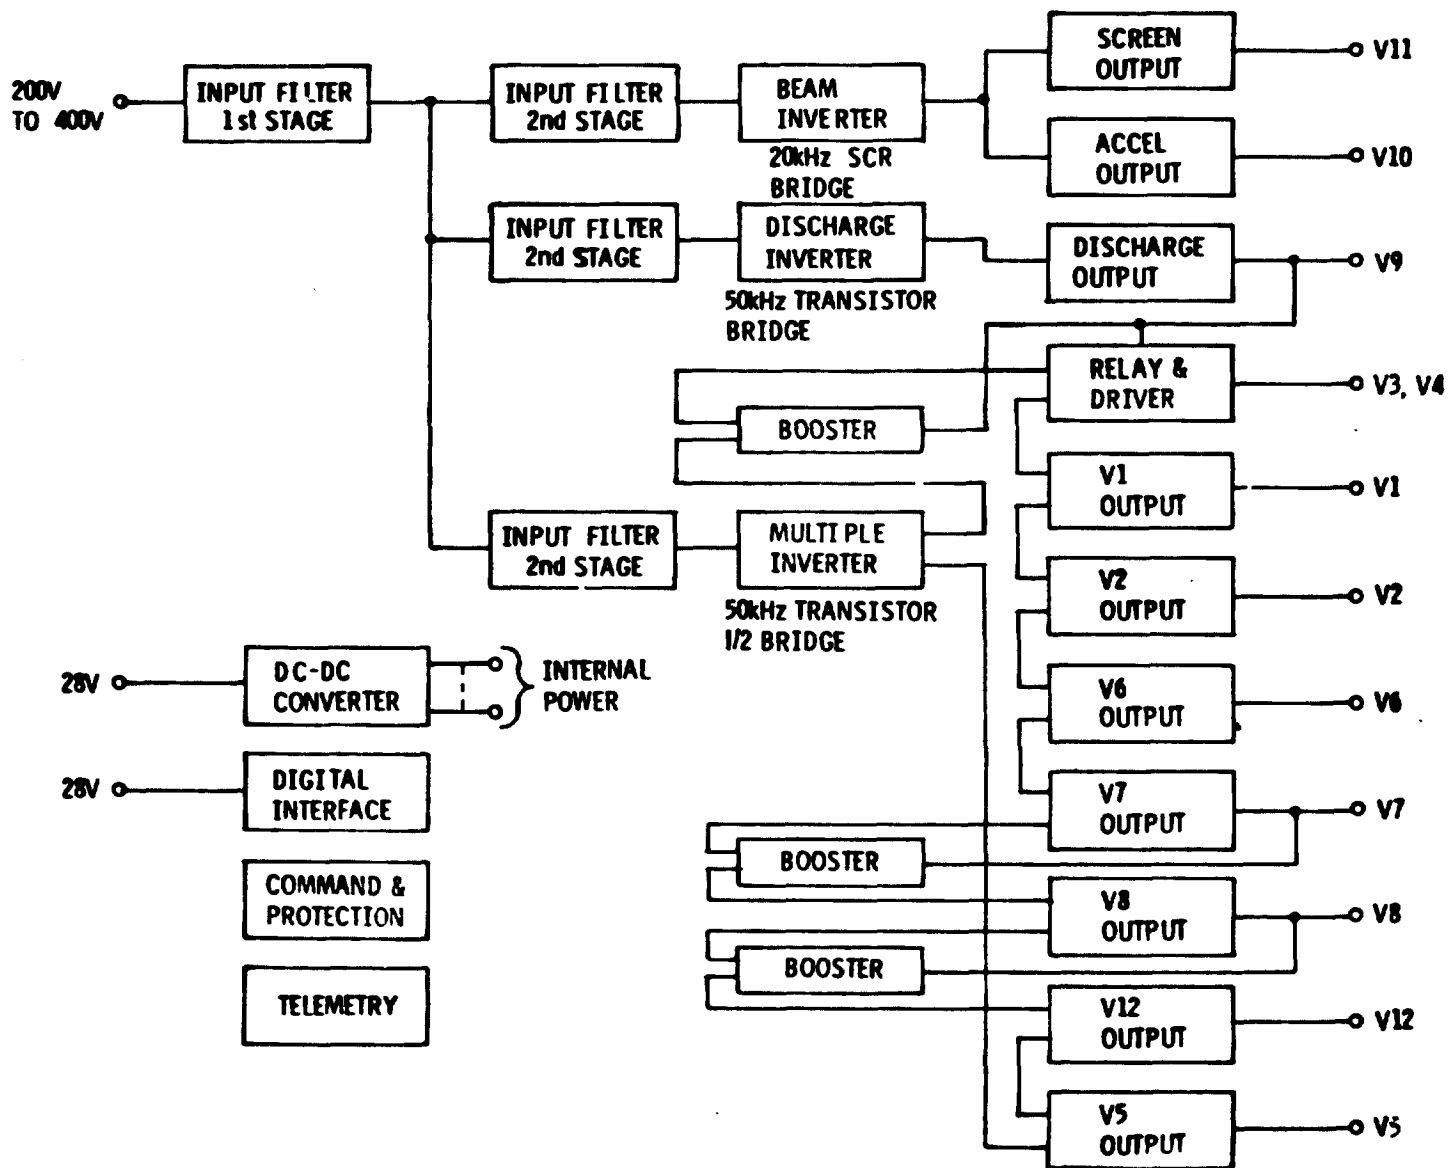 200V
TO 400V
INPUT FILTER
1st STAGE
INPUT FILTER
2nd STAGE
BEAM
INVERTER
20kHz SCR
BRIDGE
SCREEN
OUTPUT
V11
ACCEL
OUTPUT
V10
INPUT FILTER
2nd STAGE
DISCHARGE
INVERTER
50kHz TRANSISTOR
BRIDGE
DISCHARGE
OUTPUT
V9
RELAY &
DRIVER
V3, V4
BOOSTER
V1
OUTPUT
V1
INPUT FILTER
2nd STAGE
MULTIPLE
INVERTER
50kHz TRANSISTOR
1/2 BRIDGE
V2
OUTPUT
V2
28V
DC-DC
CONVERTER
INTERNAL
POWER
V6
OUTPUT
V6
28V
DIGITAL
INTERFACE
V7
OUTPUT
V7
BOOSTER
COMMAND &
PROTECTION
V8
OUTPUT
V8
BOOSTER
TELEMETRY
V12
OUTPUT
V12
V5
OUTPUT
V5